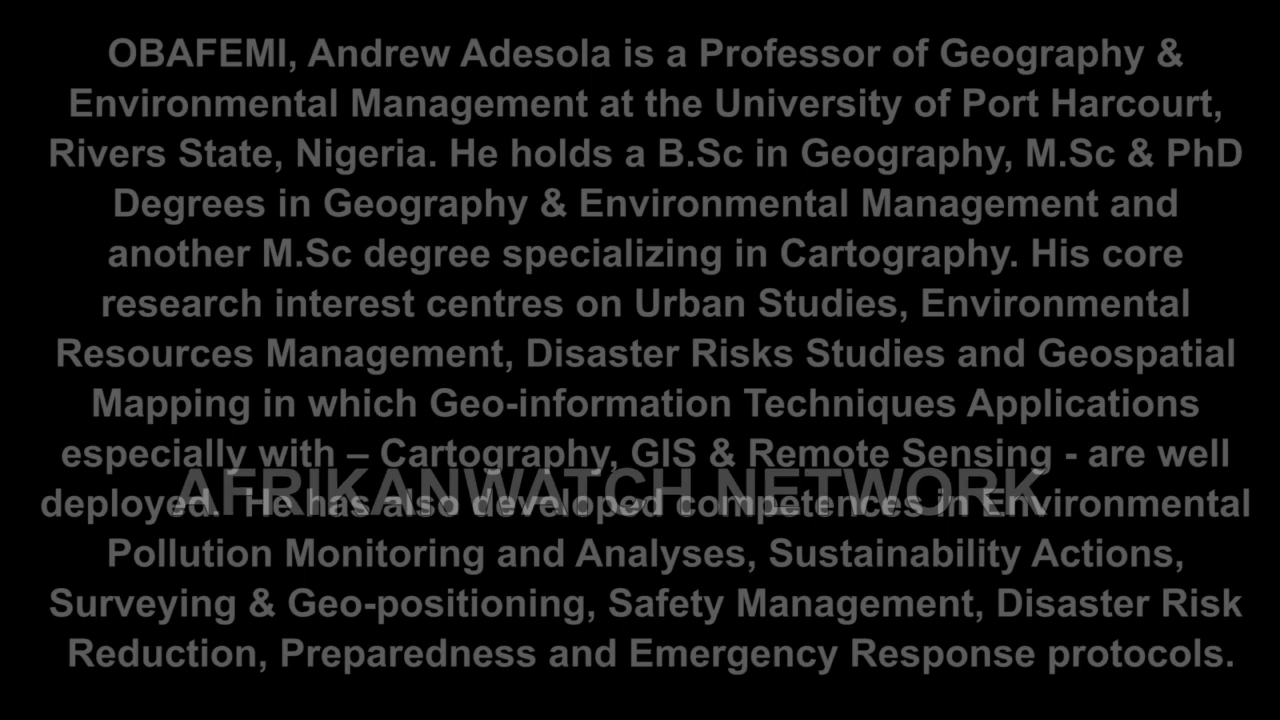 OBAFEMI, Andrew Adesola is a Professor of Geography &
Environmental Management at the University of Port Harcourt,
Rivers State, Nigeria. He holds a B.Sc in Geography, M.Sc & PhD
Degrees in Geography & Environmental Management and
another M.Sc degree specializing in Cartography. His core
research interest centres on Urban Studies, Environmental
Resources Management, Disaster Risks Studies and Geospatial
Mapping in which Geo-information Techniques Applications
especially with – Cartography, GIS & Remote Sensing - are well
AFRIKANWATCH NETWORK
deployed. He has also developed competences in Environmental
Pollution Monitoring and Analyses, Sustainability Actions,
Surveying & Geo-positioning, Safety Management, Disaster Risk
Reduction, Preparedness and Emergency Response protocols.